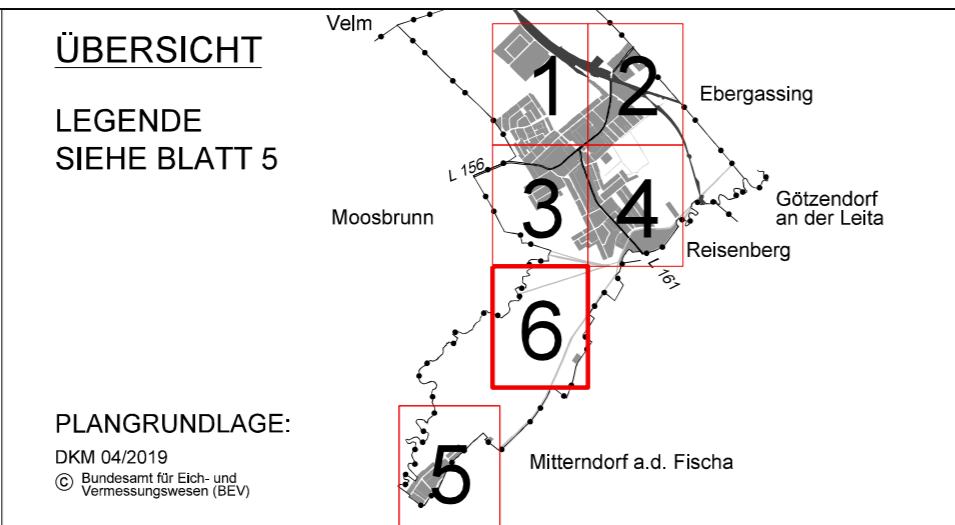 ÜBERSICHT
LEGENDE
SIEHE BLATT 5
Velm
1
2
Ebergassing
L 156
3
4
Moosbrunn
Götzendorf
an der Leita
Reisenberg
L 161
6
5
Mitterndorf a.d. Fischa
PLANGRUNDLAGE:
DKM 04/2019
© Bundesamt für Eich- und
Vermessungswesen (BEV)